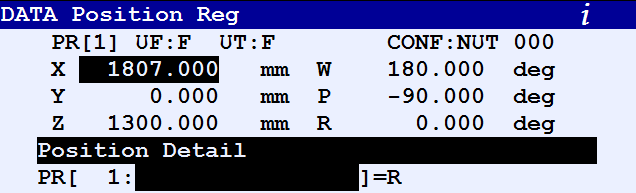 DATA Position Reg i
PR[1] UF:F UT:F CONF:NUT 000
X 1807.000 mm W 180.000 deg
Y 0.000 mm P -90.000 deg
Z 1300.000 mm R 0.000 deg
Position Detail
PR[ 1: ]=R